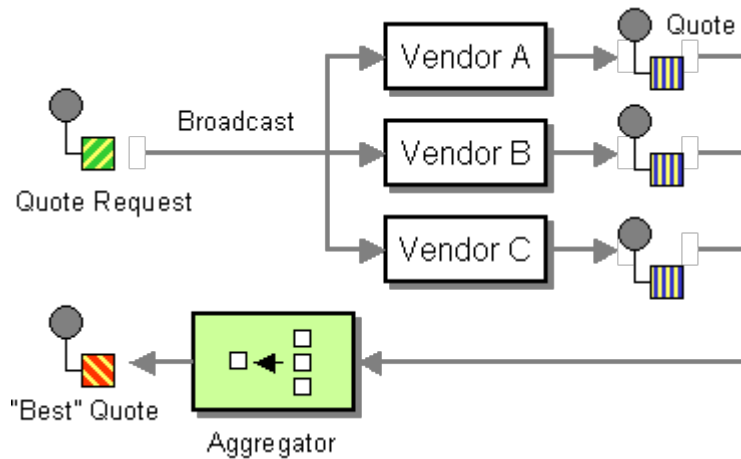 Vendor A
Quote
Broadcast
Vendor B
Quote Request
Vendor C
"Best" Quote
Aggregator